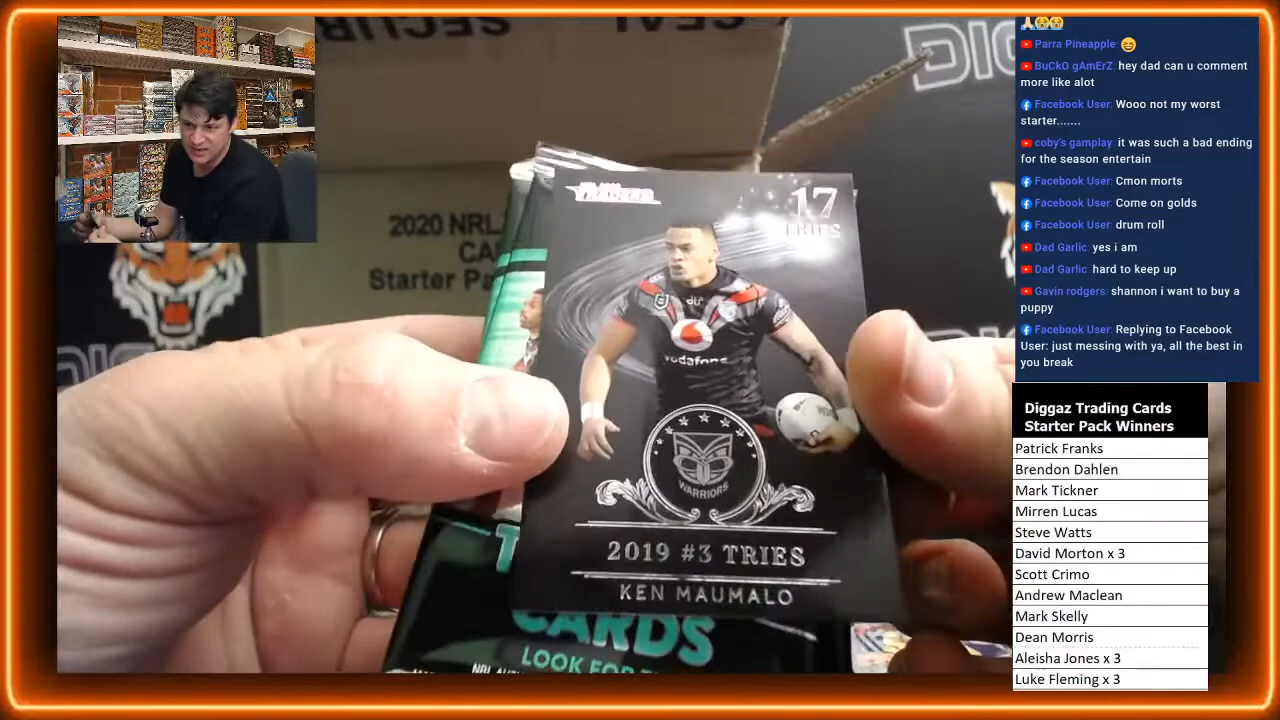 2020 NRL
CA
Starter Pa
DIG
17
TRIES
vodafone
WARRIORS
2019 #3 TRIES
KEN MAUMALO
CARDS
LOOK FOR
Parra Pineapple: 😄
BuCkO gAmErZ: hey dad can u comment
more like alot
Facebook User: Wooo not my worst
starter.......
coby's gamplay: it was such a bad ending
for the season entertain
Facebook User: Cmon morts
Facebook User: Come on golds
Facebook User: drum roll
Dad Garlic: yes i am
Dad Garlic: hard to keep up
Gavin rodgers: shannon i want to buy a
puppy
Facebook User: Replying to Facebook
User: just messing with ya, all the best in
you break
Diggaz Trading Cards
Starter Pack Winners
Patrick Franks
Brendon Dahlen
Mark Tickner
Mirren Lucas
Steve Watts
David Morton x 3
Scott Crimo
Andrew Maclean
Mark Skelly
Dean Morris
Aleisha Jones x 3
Luke Fleming x 3